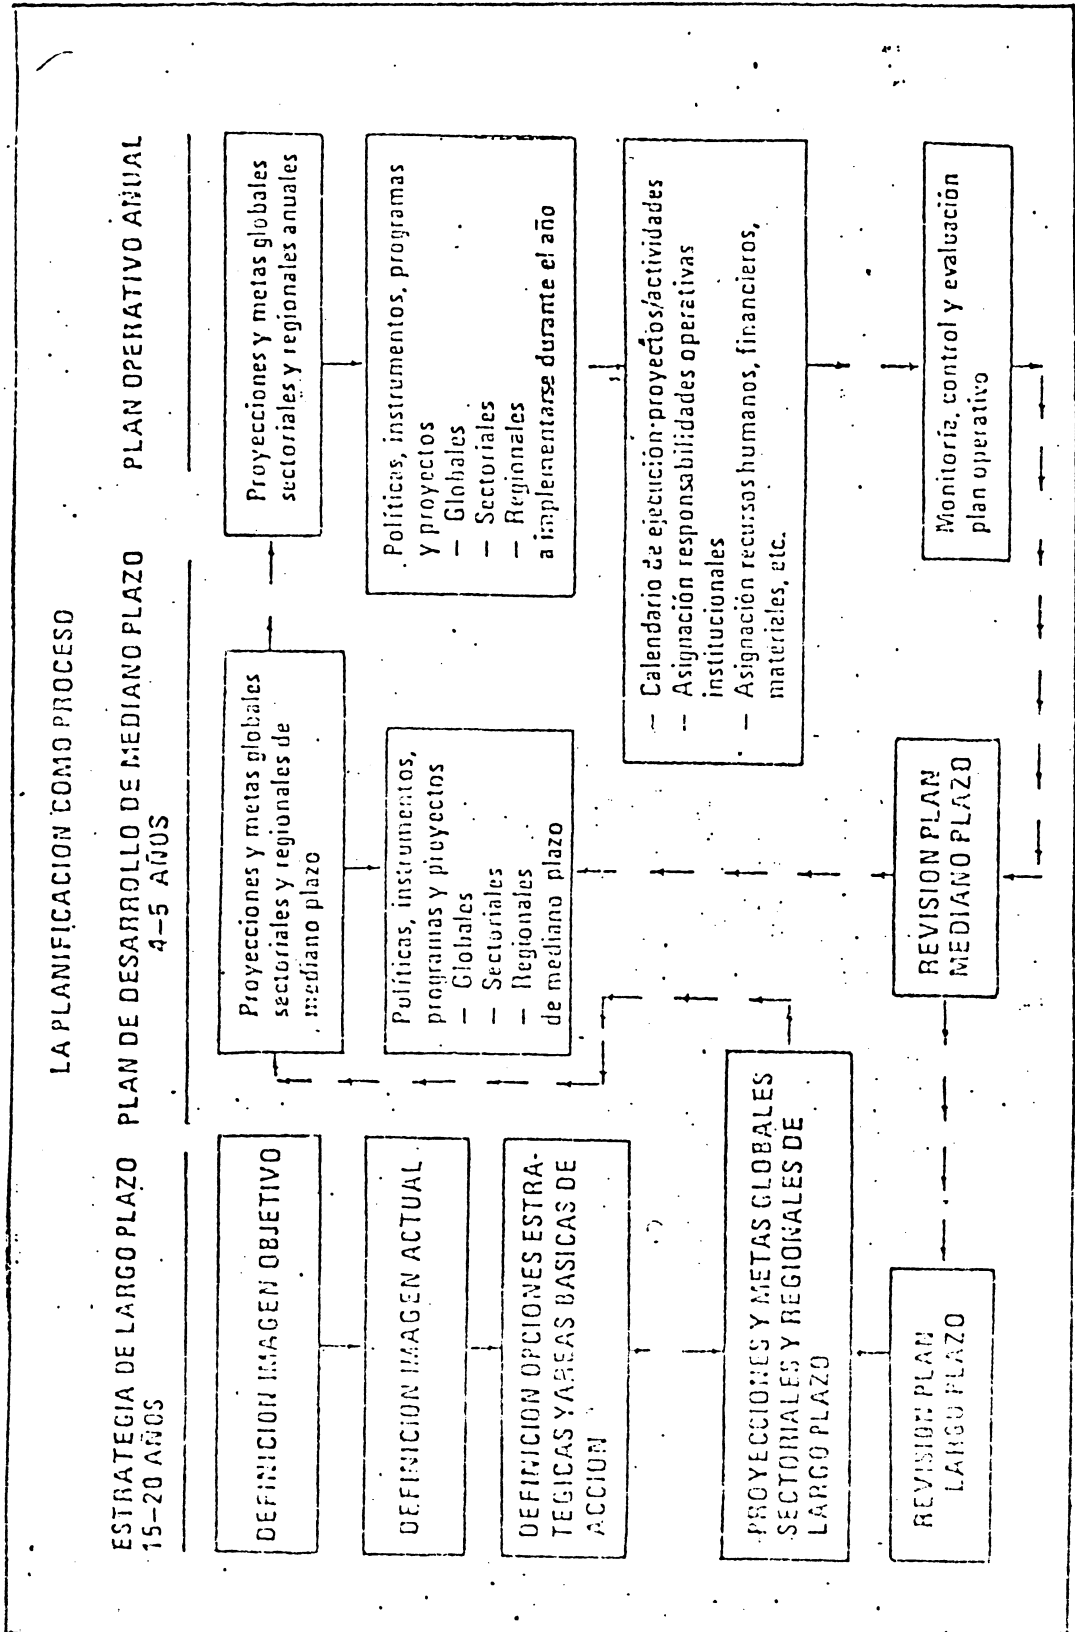 LA PLANIFICACION COMO PROCESO
ESTRATEGIA DE LARGO PLAZO
15-20 AÑOS
DEFINICION IMAGEN OBJETIVO
DEFINICION IMAGEN ACTUAL
DEFINICION OPCIONES ESTRA-
TEGICAS Y AREAS BASICAS DE
ACCION
PROYECCIONES Y METAS GLOBALES
SECTORIALES Y REGIONALES DE
LARGO PLAZO
REVISION PLAN
LARGO PLAZO
PLAN DE DESARROLLO DE MEDIANO PLAZO
4-5 AÑOS
Proyecciones y metas globales
sectoriales y regionales de
mediano plazo
Políticas, instrumentos,
programas y proyectos
— Globales
— Sectoriales
— Regionales
de mediano plazo
REVISION PLAN
MEDIANO PLAZO
PLAN OPERATIVO ANUAL
Proyecciones y metas globales
sectoriales y regionales anuales
Políticas, instrumentos, programas
y proyectos
— Globales
— Sectoriales
— Regionales
a implementarse durante el año
— Calendario de ejecución-proyectos/actividades
— Asignación responsabilidades operativas
institucionales
— Asignación recursos humanos, financieros,
materiales, etc.
Monitoria, control y evaluación
plan operativo